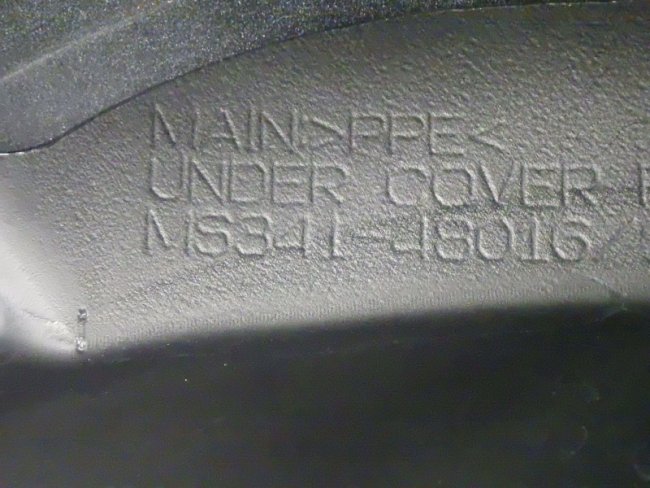 MAIN>PPE<
UNDER COVER
MS341-48016